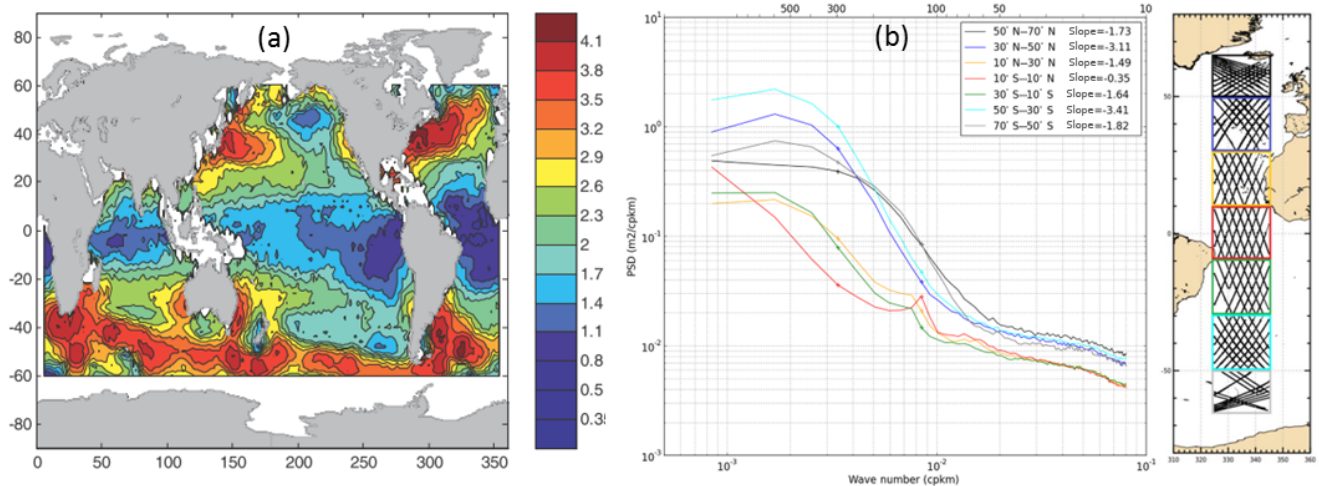 (a)
80
60
40
20
0
-20
-40
-60
-80
0 50 100 150 200 250 300 350
4.1
3.8
3.5
3.2
2.9
2.6
2.3
2
1.7
1.4
1.1
0.8
0.5
0.35
500 300 100 50 10
(b)
50° N—70° N Slope=-1.73
30° N—50° N Slope=-3.11
10° N—30° N Slope=-1.49
10° S—10° N Slope=-0.35
30° S—10° S Slope=-1.64
50° S—30° S Slope=-3.41
70° S—50° S Slope=-1.82
PSD (m2/cpkm)
10¹
10⁰
10⁻¹
10⁻²
10⁻³
10⁻³ 10⁻² 10⁻¹
Wave number (cpkm)
50
0
-50
310 320 330 340 350 360